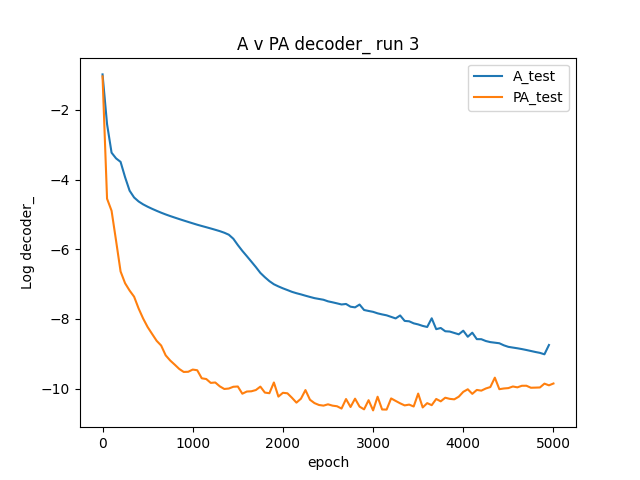 A v PA decoder_ run 3
A_test
PA_test
Log decoder_
−2
−4
−6
−8
−10
0
1000
2000
3000
4000
5000
epoch